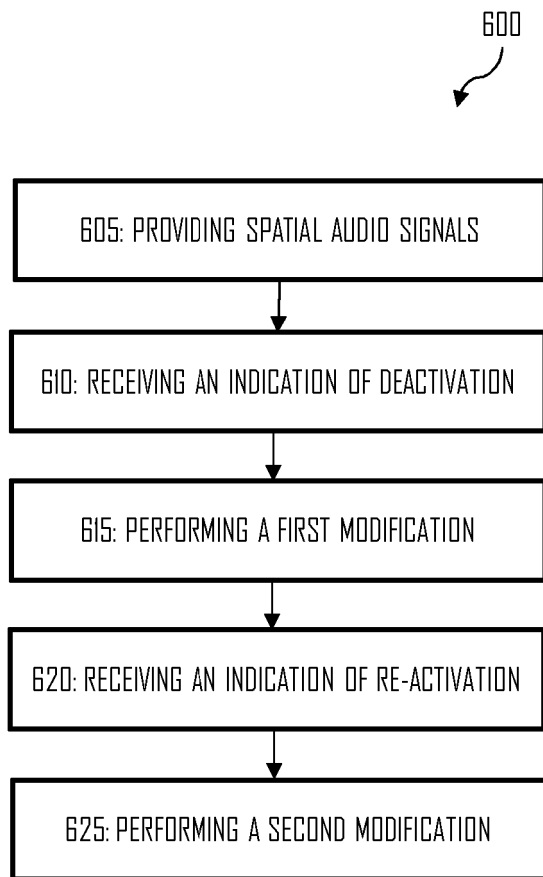 600
605: PROVIDING SPATIAL AUDIO SIGNALS
610: RECEIVING AN INDICATION OF DEACTIVATION
615: PERFORMING A FIRST MODIFICATION
620: RECEIVING AN INDICATION OF RE-ACTIVATION
625: PERFORMING A SECOND MODIFICATION